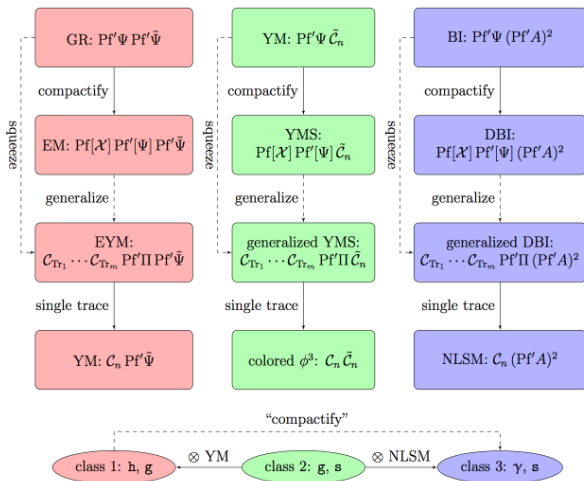 GR: Pf′Ψ Pf′Ψ̃
YM: Pf′Ψ C̃ₙ
BI: Pf′Ψ (Pf′A)²
compactify
compactify
compactify
squeeze
squeeze
squeeze
EM: Pf[𝒳] Pf′[Ψ] Pf′Ψ̃
YMS:
Pf[𝒳] Pf′[Ψ] C̃ₙ
DBI:
Pf[𝒳] Pf′[Ψ] (Pf′A)²
generalize
generalize
generalize
EYM:
C_Tr₁ ⋯ C_Trₘ Pf′Π Pf′Ψ̃
generalized YMS:
C_Tr₁ ⋯ C_Trₘ Pf′Π C̃ₙ
generalized DBI:
C_Tr₁ ⋯ C_Trₘ Pf′Π (Pf′A)²
single trace
single trace
single trace
YM: Cₙ Pf′Ψ̃
colored ϕ³: Cₙ C̃ₙ
NLSM: Cₙ (Pf′A)²
“compactify”
class 1: h, g
⊗ YM
class 2: g, s
⊗ NLSM
class 3: γ, s